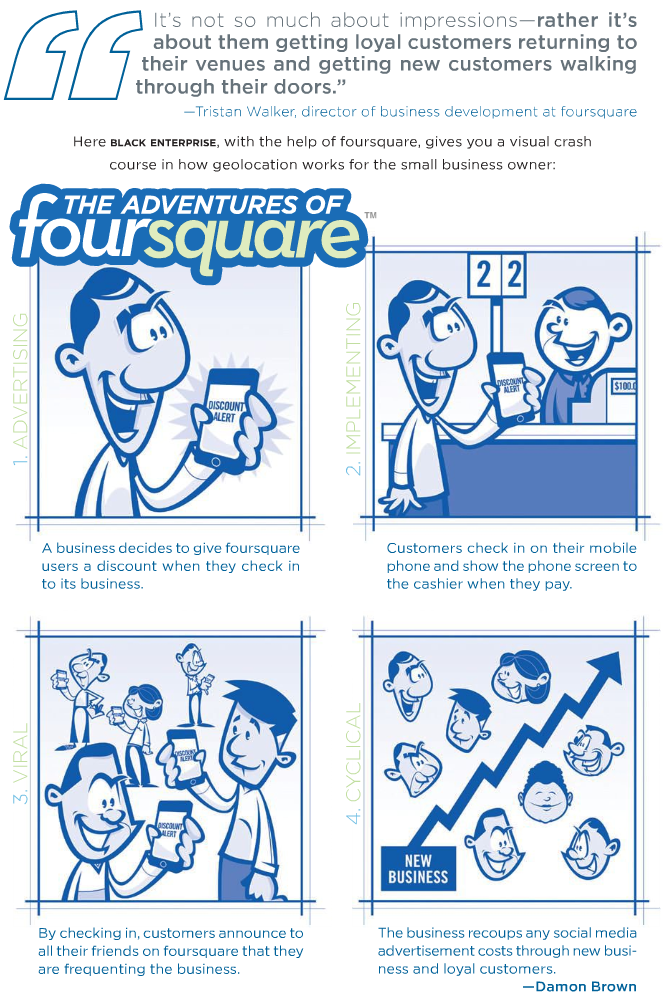 “It’s not so much about impressions—rather it’s
about them getting loyal customers returning to
their venues and getting new customers walking
through their doors.”
—Tristan Walker, director of business development at foursquare
Here BLACK ENTERPRISE, with the help of foursquare, gives you a visual crash
course in how geolocation works for the small business owner:
THE ADVENTURES OF
foursquare™
1. ADVERTISING
DISCOUNT
ALERT
A business decides to give foursquare
users a discount when they check in
to its business.
2. IMPLEMENTING
2 2
DISCOUNT
ALERT
$100.0
Customers check in on their mobile
phone and show the phone screen to
the cashier when they pay.
3. VIRAL
DISCOUNT
ALERT
DISCOUNT
ALERT
By checking in, customers announce to
all their friends on foursquare that they
are frequenting the business.
4. CYCLICAL
NEW
BUSINESS
The business recoups any social media
advertisement costs through new busi-
ness and loyal customers.
—Damon Brown